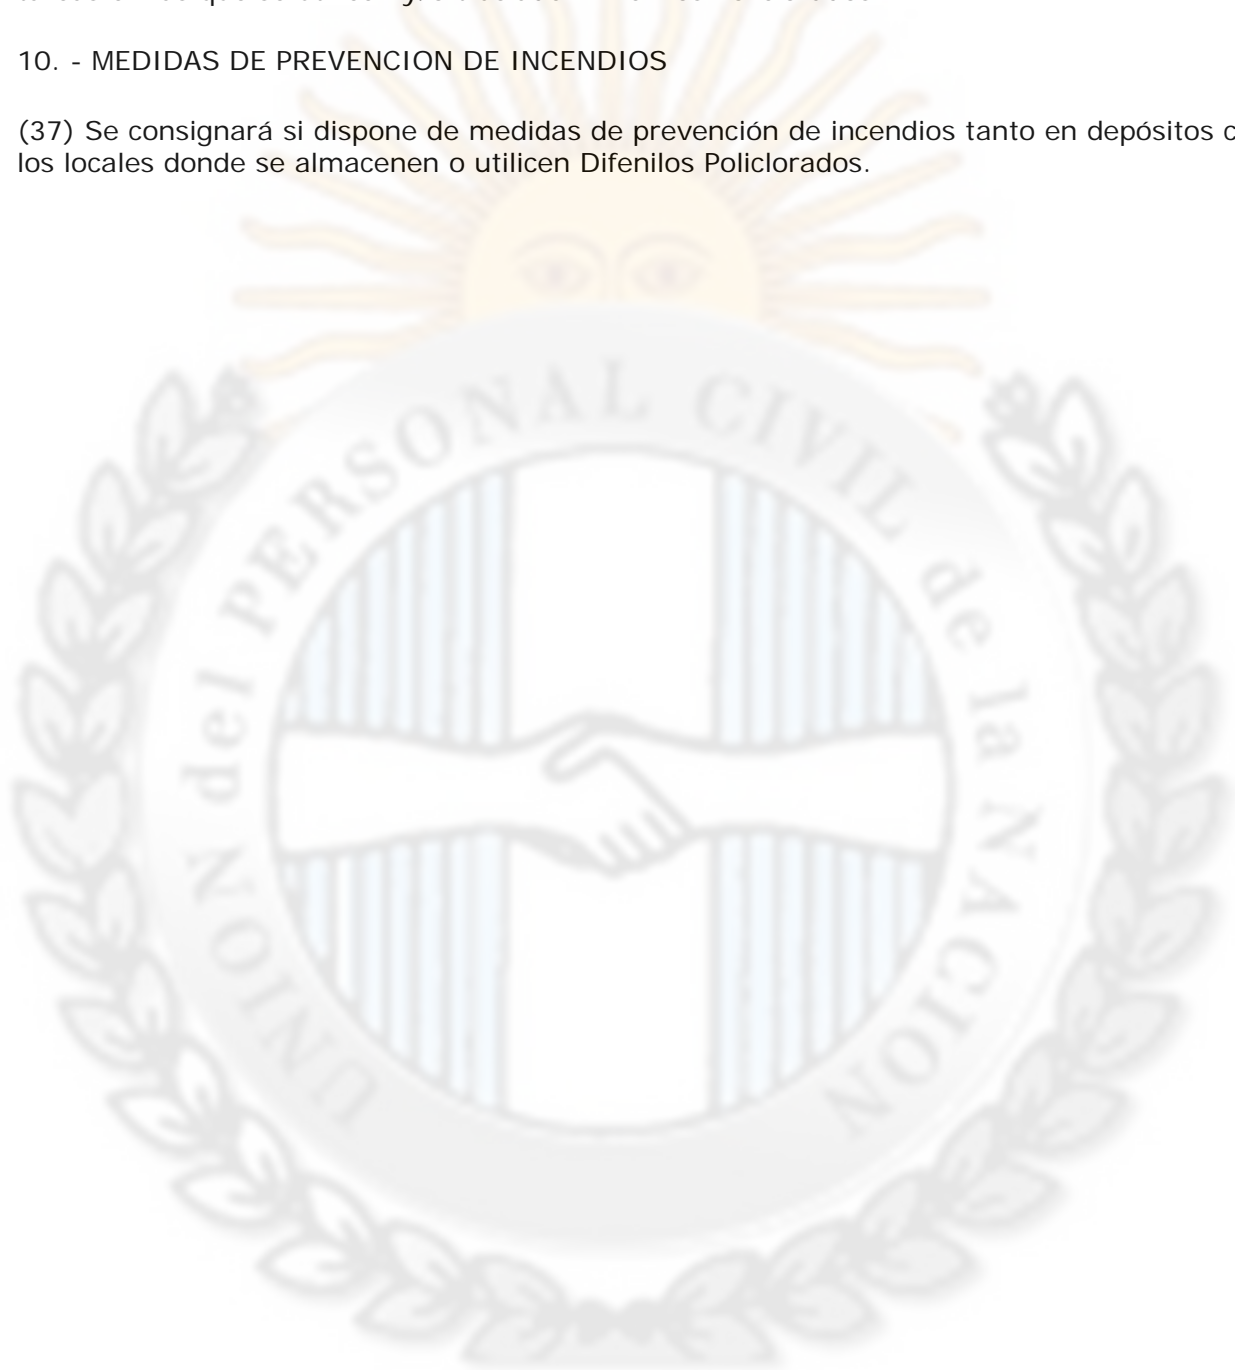 10. - MEDIDAS DE PREVENCION DE INCENDIOS
(37) Se consignará si dispone de medidas de prevención de incendios tanto en depósitos
los locales donde se almacenen o utilicen Difenilos Policlorados.
UNION del PERSONAL CIVIL de la NACION